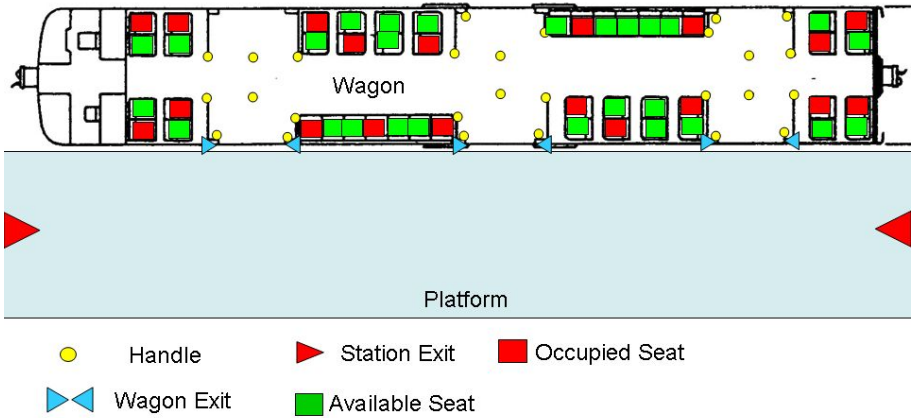 Wagon
Platform
Handle
Station Exit
Occupied Seat
Wagon Exit
Available Seat